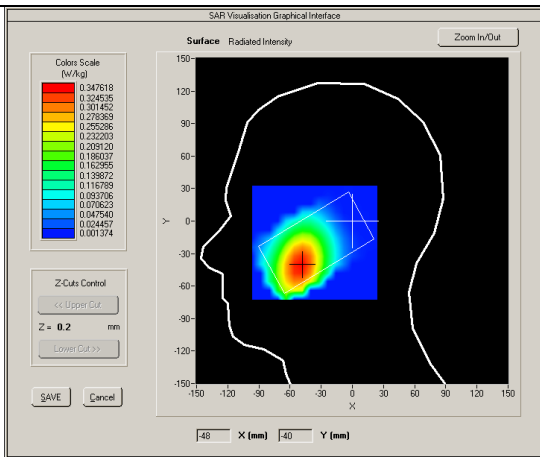 SAR Visualisation Graphical Interface
Surface Radiated Intensity
Zoom In/Out
Colors Scale
(W/kg)
0.347618
0.324535
0.301452
0.278369
0.255286
0.232203
0.209120
0.186037
0.162955
0.139872
0.116789
0.093706
0.070623
0.047540
0.024457
0.001374
Z-Cuts Control
<< Upper Cut
Z = 0.2 mm
Lower Cut >>
SAVE Cancel
150
120
90
60
30
0
-30
-60
-90
-120
-150
Y
-150 -120 -90 -60 -30 0 30 60 90 120 150
X
-48 X (mm) -40 Y (mm)